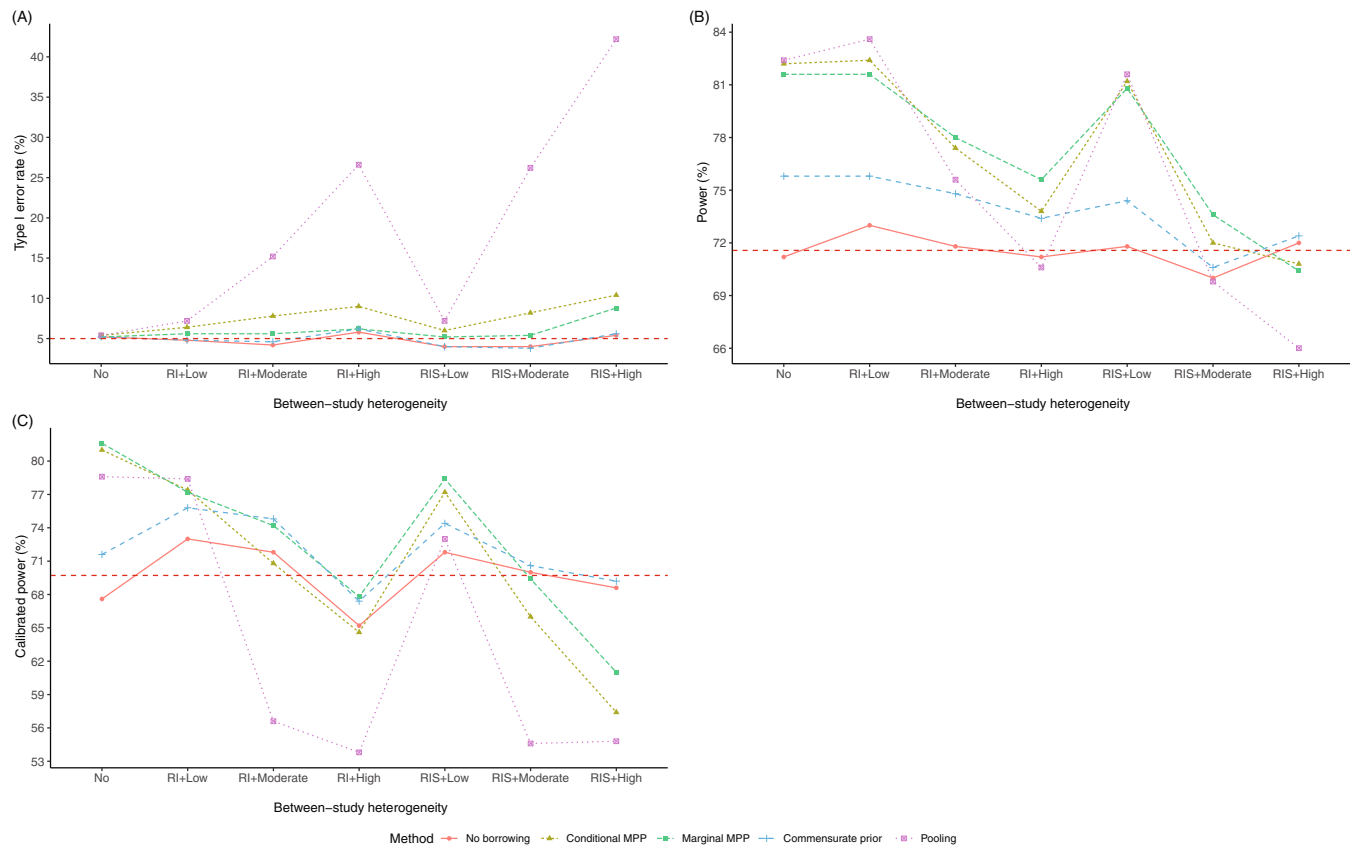 (A)
Type I error rate (%)
40
35
30
25
20
15
10
5
No RI+Low RI+Moderate RI+High RIS+Low RIS+Moderate RIS+High
Between−study heterogeneity
(B)
Power (%)
84
81
78
75
72
69
66
No RI+Low RI+Moderate RI+High RIS+Low RIS+Moderate RIS+High
Between−study heterogeneity
(C)
Calibrated power (%)
80
77
74
71
68
65
62
59
56
53
No RI+Low RI+Moderate RI+High RIS+Low RIS+Moderate RIS+High
Between−study heterogeneity
Method No borrowing Conditional MPP Marginal MPP Commensurate prior Pooling